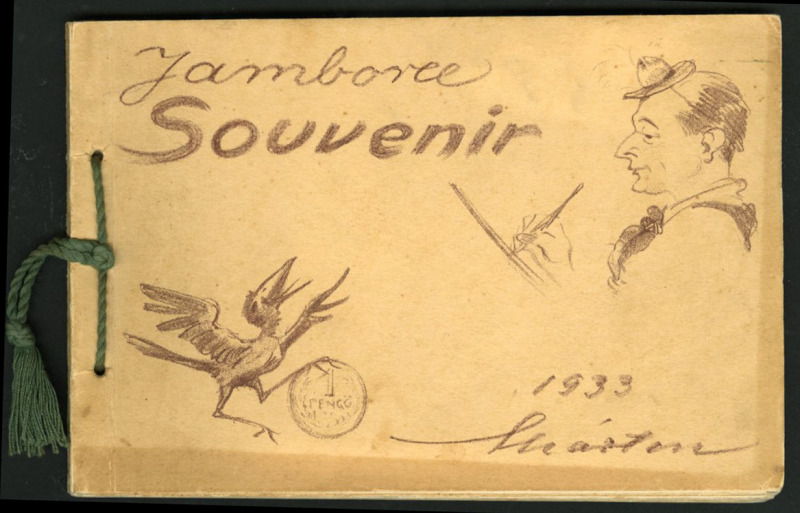 Jamboree
Souvenir
1
PENGŐ
1933
Márton